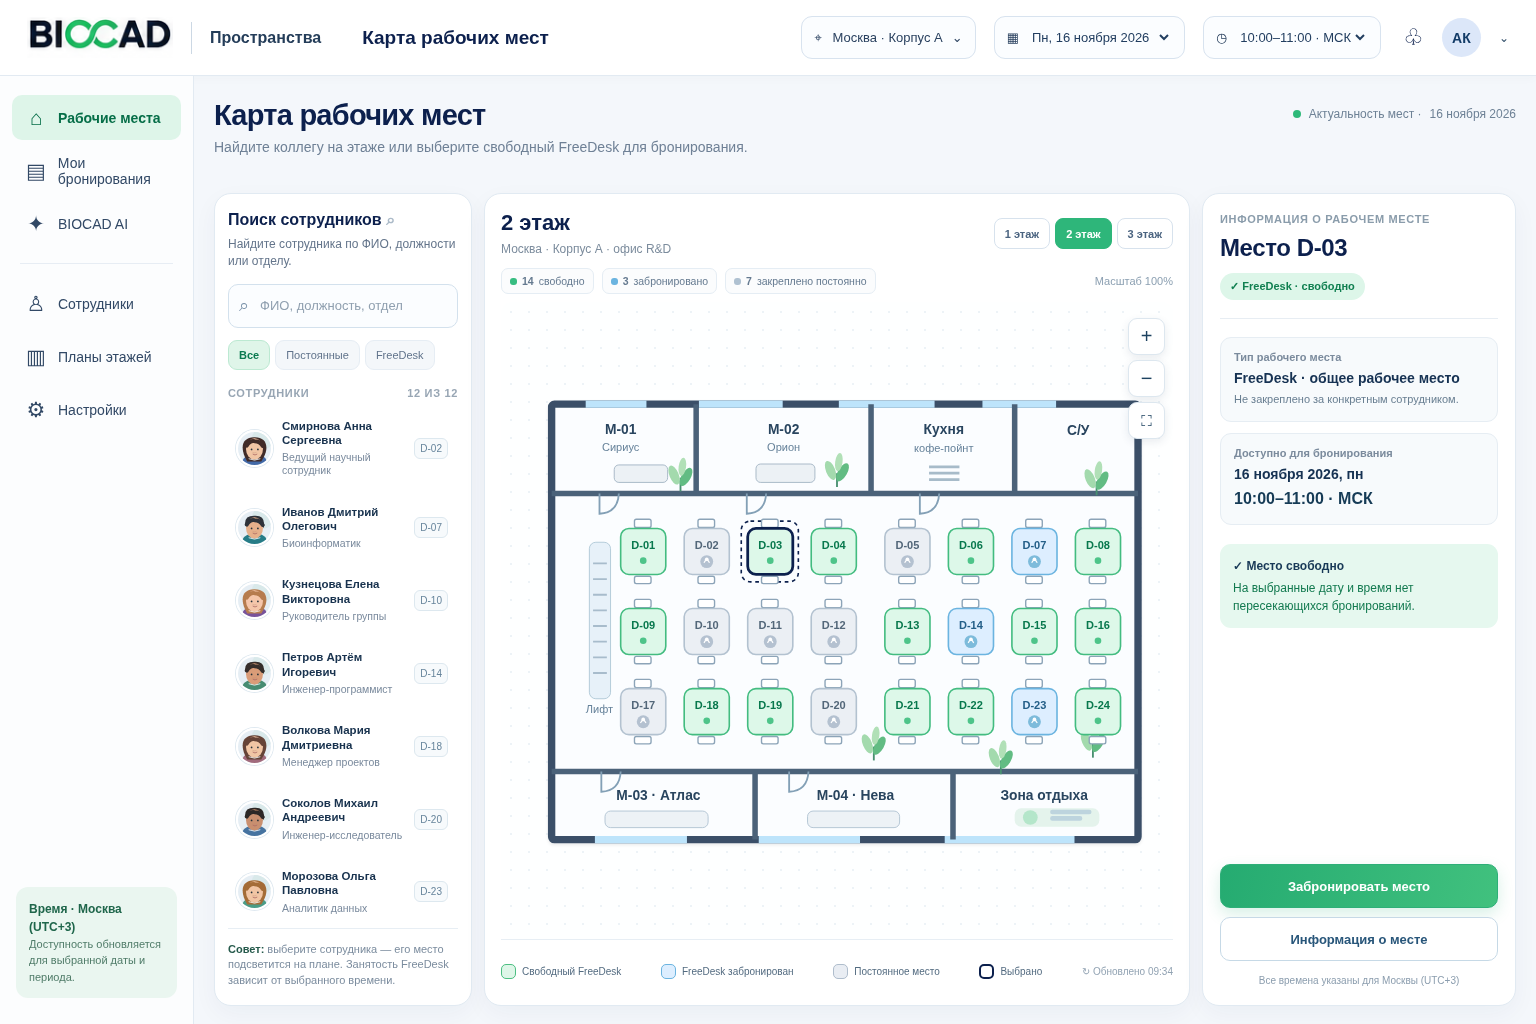 BIOCAD
Пространства
Карта рабочих мест
Москва · Корпус А
Пн, 16 ноября 2026
10:00–11:00 · МСК
АК
Рабочие места
Мои
бронирования
BIOCAD AI
Сотрудники
Планы этажей
Настройки
Время · Москва
(UTC+3)
Доступность обновляется
для выбранной даты и
периода.
Карта рабочих мест
Найдите коллегу на этаже или выберите свободный FreeDesk для бронирования.
Актуальность мест · 16 ноября 2026
Поиск сотрудников
Найдите сотрудника по ФИО, должности
или отделу.
ФИО, должность, отдел
Все
Постоянные
FreeDesk
СОТРУДНИКИ
12 ИЗ 12
Смирнова Анна
Сергеевна
Ведущий научный
сотрудник
D-02
Иванов Дмитрий
Олегович
Биоинформатик
D-07
Кузнецова Елена
Викторовна
Руководитель группы
D-10
Петров Артём
Игоревич
Инженер-программист
D-14
Волкова Мария
Дмитриевна
Менеджер проектов
D-18
Соколов Михаил
Андреевич
Инженер-исследователь
D-20
Морозова Ольга
Павловна
Аналитик данных
D-23
Совет: выберите сотрудника — его место
подсветится на плане. Занятость FreeDesk
зависит от выбранного времени.
2 этаж
Москва · Корпус А · офис R&D
1 этаж
2 этаж
3 этаж
14 свободно
3 забронировано
7 закреплено постоянно
Масштаб 100%
+
−
М-01
Сириус
М-02
Орион
Кухня
кофе-пойнт
С/У
D-01
D-02
D-03
D-04
D-05
D-06
D-07
D-08
D-09
D-10
D-11
D-12
D-13
D-14
D-15
D-16
Лифт
D-17
D-18
D-19
D-20
D-21
D-22
D-23
D-24
М-03 · Атлас
М-04 · Нева
Зона отдыха
Свободный FreeDesk
FreeDesk забронирован
Постоянное место
Выбрано
↻ Обновлено 09:34
ИНФОРМАЦИЯ О РАБОЧЕМ МЕСТЕ
Место D-03
✓ FreeDesk · свободно
Тип рабочего места
FreeDesk · общее рабочее место
Не закреплено за конкретным сотрудником.
Доступно для бронирования
16 ноября 2026, пн
10:00–11:00 · МСК
✓ Место свободно
На выбранные дату и время нет
пересекающихся бронирований.
Забронировать место
Информация о месте
Все времена указаны для Москвы (UTC+3)